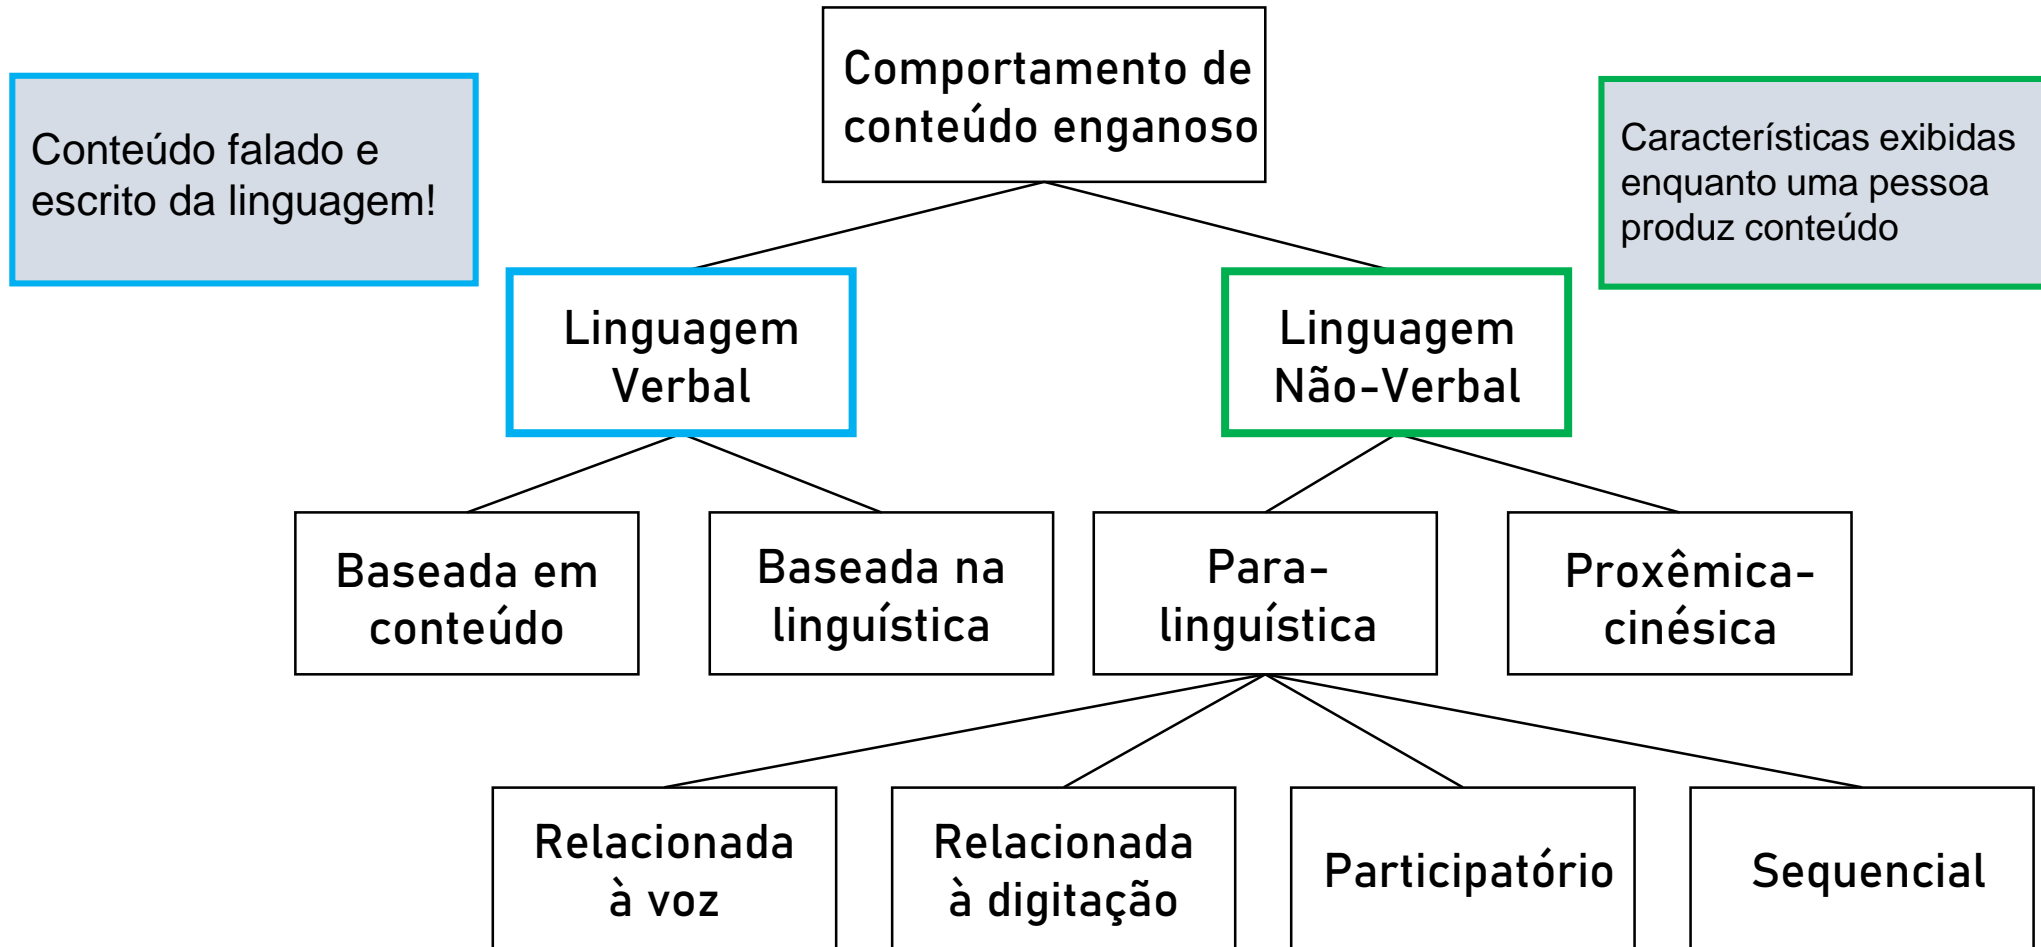 Comportamento de
conteúdo enganoso
Conteúdo falado e
escrito da linguagem!
Características exibidas
enquanto uma pessoa
produz conteúdo
Linguagem
Verbal
Linguagem
Não-Verbal
Baseada em
conteúdo
Baseada na
linguística
Para-
linguística
Proxêmica-
cinésica
Relacionada
à voz
Relacionada
à digitação
Participatório
Sequencial